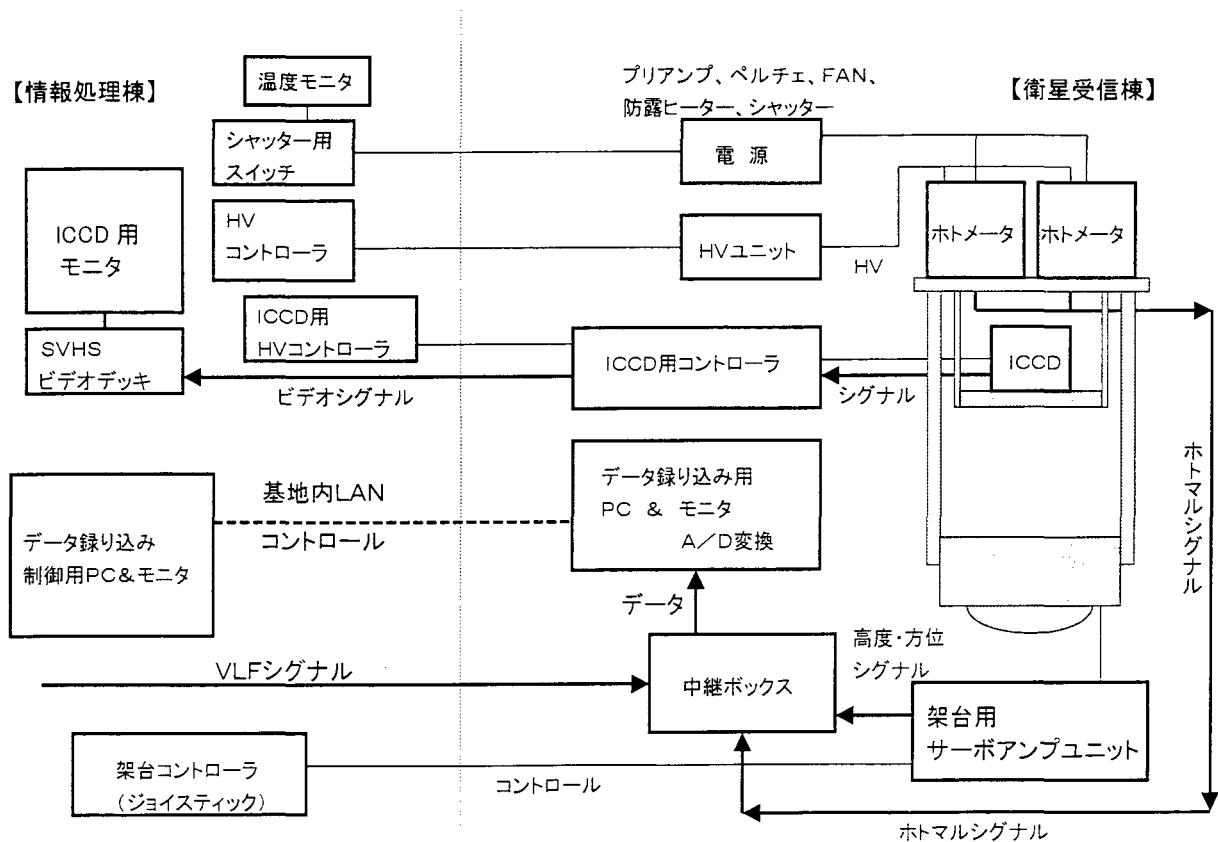 【情報処理棟】
温度モニタ
シャッター用
スイッチ
プリアンプ、ペルチェ、FAN、
防露ヒーター、シャッター
【衛星受信棟】
電 源
ICCD 用
モニタ
HV
コントローラ
HVユニット
HV
ホトメータ
ホトメータ
SVHS
ビデオデッキ
ICCD用
HVコントローラ
ICCD用コントローラ
ICCD
シグナル
ビデオシグナル
ホトマルシグナル
データ録り込み
制御用PC&モニタ
基地内LAN
コントロール
データ録り込み用
PC & モニタ
A/D変換
データ
VLFシグナル
中継ボックス
高度・方位
シグナル
架台用
サーボアンプユニット
架台コントローラ
(ジョイスティック)
コントロール
ホトマルシグナル